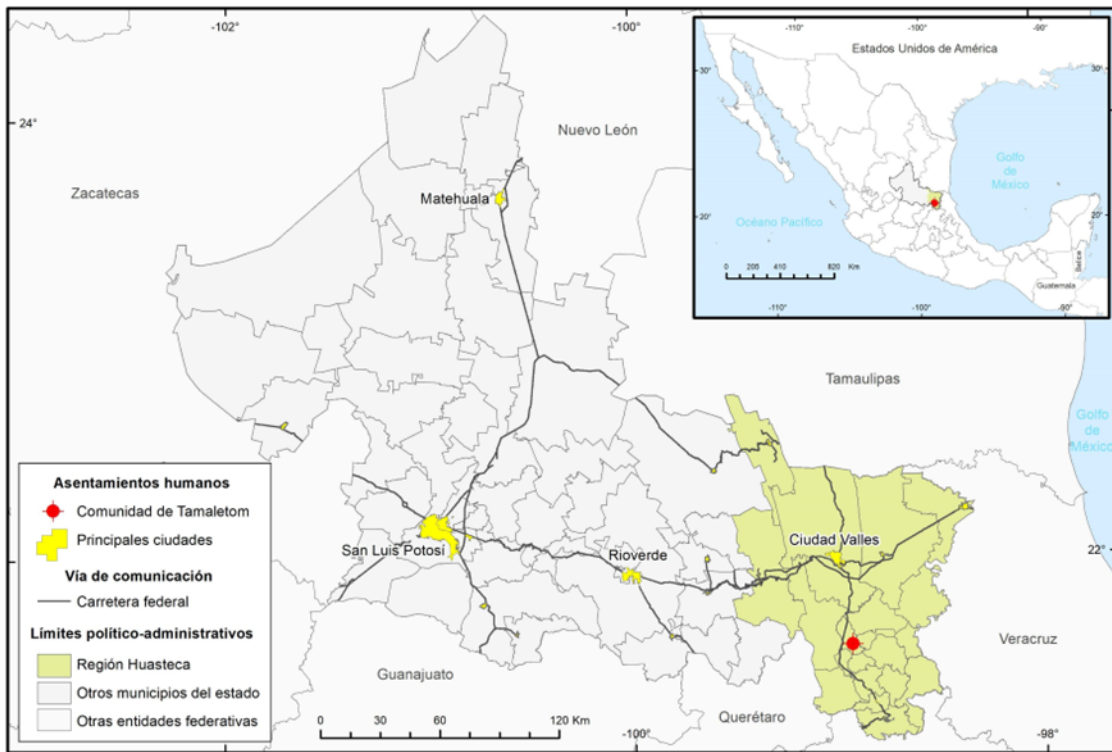 -102
-100
24°
Nuevo León
Zacatecas
Matehuala
-110°
-100°
-90°
Estados Unidos de América
30°
30°
Golfo
de
México
Océano Pacífico
20°
20°
0 205 410 820 Km
Belice
Guatemala
-110°
-100°
-90°
Tamaulipas
Golfo
de
México
Asentamientos humanos
Comunidad de Tamaletom
Principales ciudades
Vía de comunicación
Carretera federal
Límites político-administrativos
Región Huasteca
Otros municipios del estado
Otras entidades federativas
San Luis Potosí
Rioverde
Ciudad Valles
22°
Veracruz
Guanajuato
Querétaro
0 30 60 120 Km
-100°
-98°